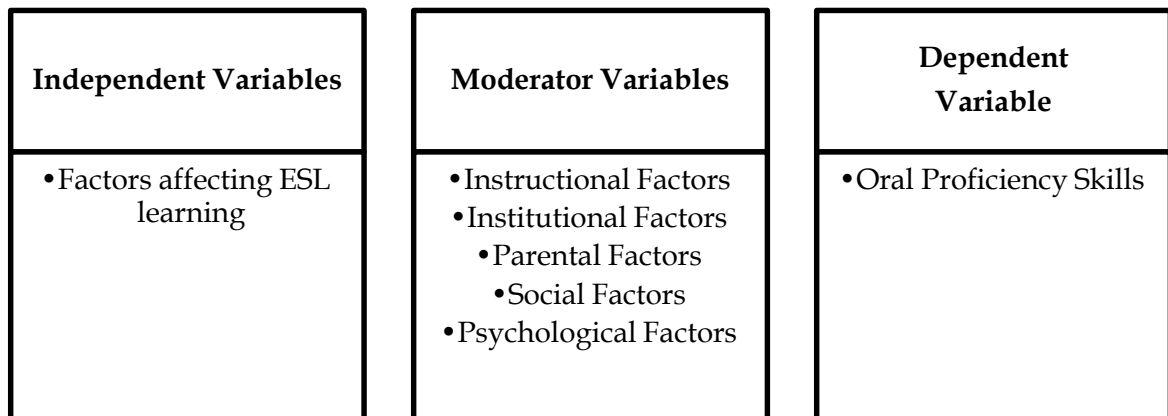 Independent Variables
•Factors affecting ESL
learning
Moderator Variables
•Instructional Factors
•Institutional Factors
•Parental Factors
•Social Factors
•Psychological Factors
Dependent
Variable
•Oral Proficiency Skills